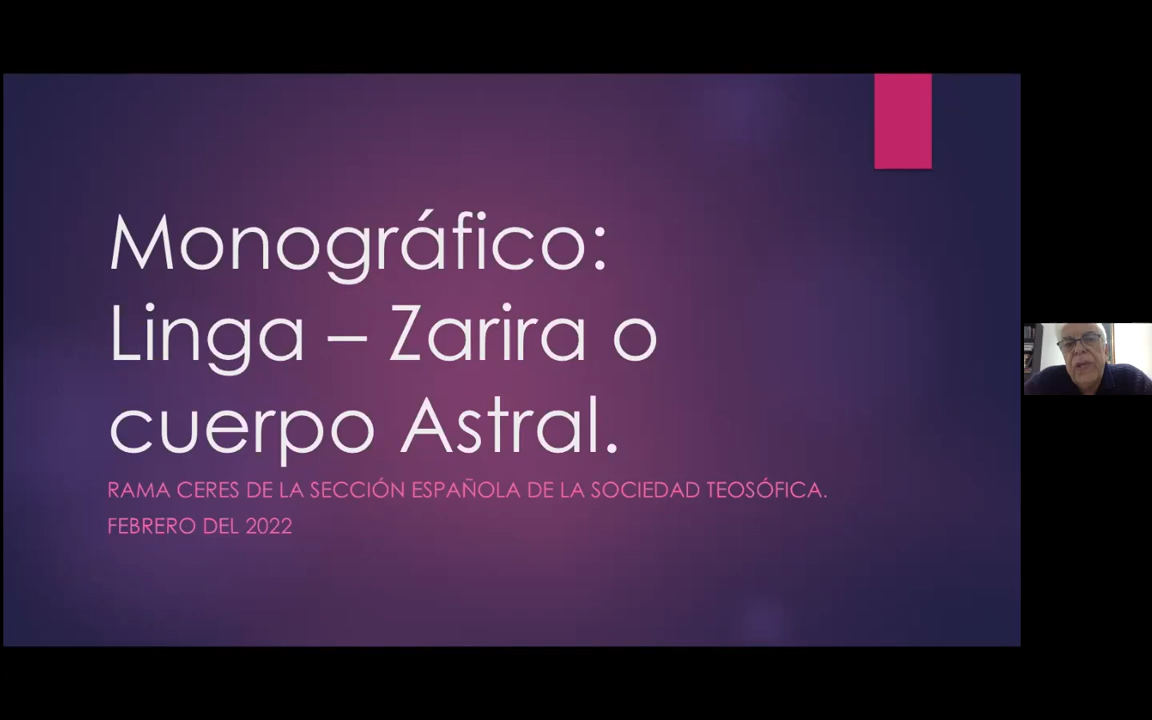 Monográfico:
Linga – Zarira o
cuerpo Astral.
RAMA CERES DE LA SECCIÓN ESPAÑOLA DE LA SOCIEDAD TEOSÓFICA.
FEBRERO DEL 2022